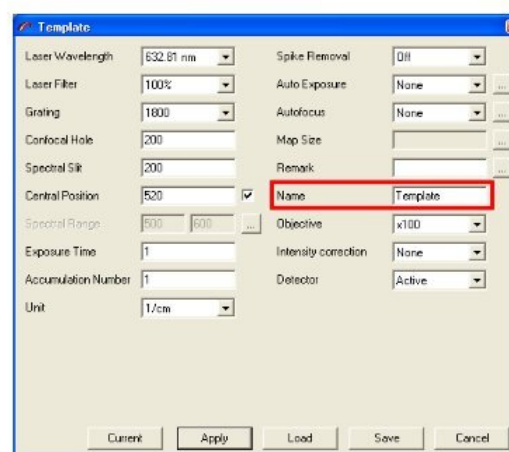 Template
Laser Wavelength 632.81 nm Spike Removal Off
Laser Filter 100% Auto Exposure None ...
Grating 1800 Autofocus None ...
Confocal Hole 200 Map Size ...
Spectral Slit 200 Remark ...
Central Position 520 Name Template
Spectral Range 500 600 ... Objective x100
Exposure Time 1 Intensity correction None
Accumulation Number 1 Detector Active
Unit 1/cm
Current Apply Load Save Cancel